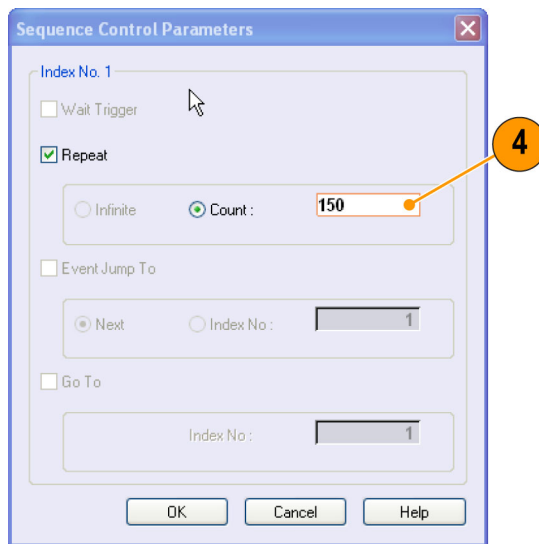 Sequence Control Parameters
Index No. 1
Wait Trigger
Repeat
4
Infinite Count : 150
Event Jump To
Next Index No : 1
Go To
Index No : 1
OK Cancel Help